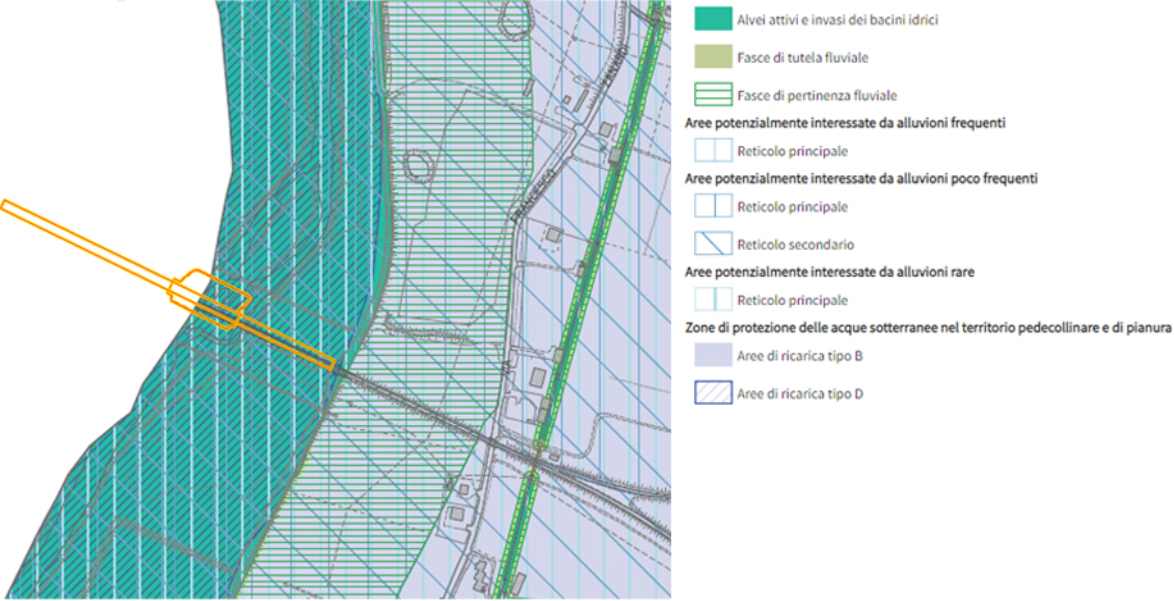 Alvei attivi e invasi dei bacini idrici
Fasce di tutela fluviale
Fasce di pertinenza fluviale
Aree potenzialmente interessate da alluvioni frequenti
Reticolo principale
Aree potenzialmente interessate da alluvioni poco frequenti
Reticolo principale
Reticolo secondario
Aree potenzialmente interessate da alluvioni rare
Reticolo principale
Zone di protezione delle acque sotterranee nel territorio pedecollinare e di pianura
Aree di ricarica tipo B
Aree di ricarica tipo D
FRANCESCO
VIA